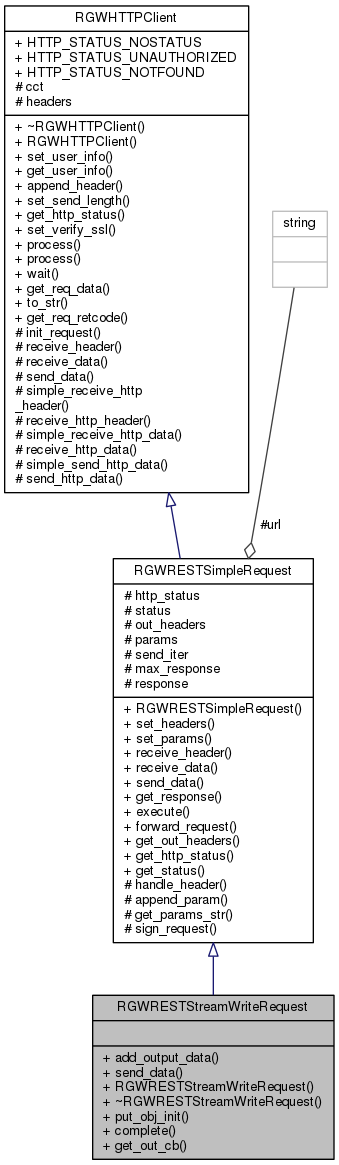 RGWHTTPClient
+ HTTP_STATUS_NOSTATUS
+ HTTP_STATUS_UNAUTHORIZED
+ HTTP_STATUS_NOTFOUND
# cct
# headers
+ ~RGWHTTPClient()
+ RGWHTTPClient()
+ set_user_info()
+ get_user_info()
+ append_header()
+ set_send_length()
+ get_http_status()
+ set_verify_ssl()
+ process()
+ process()
+ wait()
+ get_req_data()
+ to_str()
+ get_req_retcode()
# init_request()
# receive_header()
# receive_data()
# send_data()
# simple_receive_http
_header()
# receive_http_header()
# simple_receive_http_data()
# receive_http_data()
# simple_send_http_data()
# send_http_data()
string
#url
RGWRESTSimpleRequest
# http_status
# status
# out_headers
# params
# send_iter
# max_response
# response
+ RGWRESTSimpleRequest()
+ set_headers()
+ set_params()
+ receive_header()
+ receive_data()
+ send_data()
+ get_response()
+ execute()
+ forward_request()
+ get_out_headers()
+ get_http_status()
+ get_status()
# handle_header()
# append_param()
# get_params_str()
# sign_request()
RGWRESTStreamWriteRequest
+ add_output_data()
+ send_data()
+ RGWRESTStreamWriteRequest()
+ ~RGWRESTStreamWriteRequest()
+ put_obj_init()
+ complete()
+ get_out_cb()